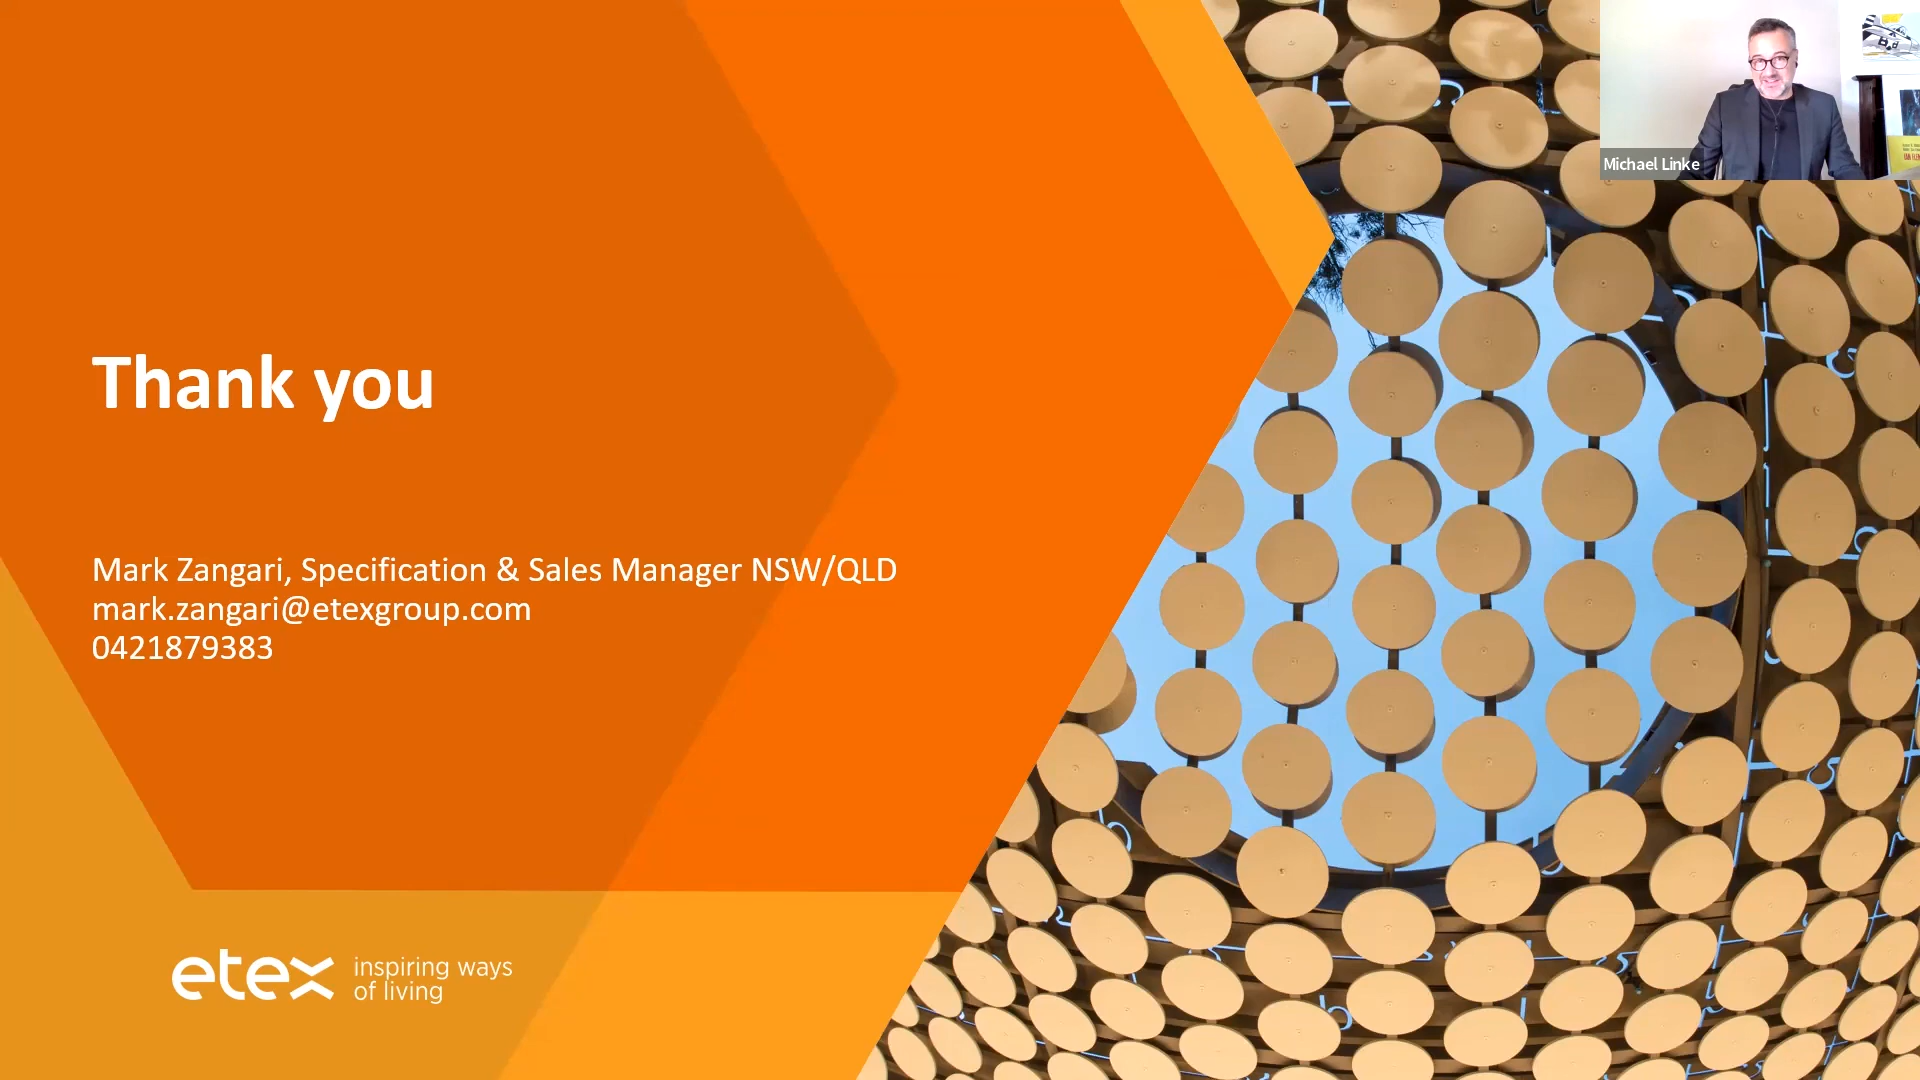 Michael Linke
Thank you
Mark Zangari, Specification & Sales Manager NSW/QLD
mark.zangari@etexgroup.com
0421879383
etex
inspiring ways
of living